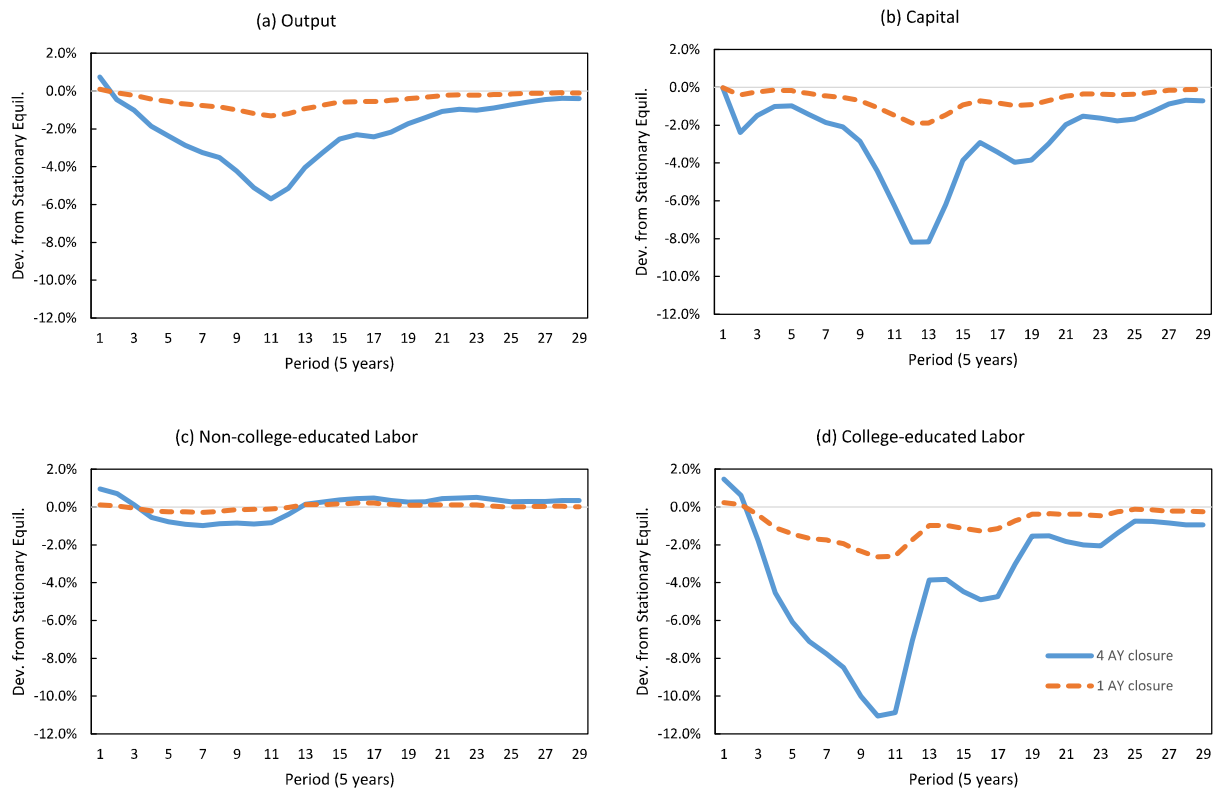 (a) Output
2.0%
0.0%
-2.0%
-4.0%
-6.0%
-8.0%
-10.0%
-12.0%
Dev. from Stationary Equil.
1 3 5 7 9 11 13 15 17 19 21 23 25 27 29
Period (5 years)
(b) Capital
2.0%
0.0%
-2.0%
-4.0%
-6.0%
-8.0%
-10.0%
-12.0%
Dev. from Stationary Equil.
1 3 5 7 9 11 13 15 17 19 21 23 25 27 29
Period (5 years)
(c) Non-college-educated Labor
2.0%
0.0%
-2.0%
-4.0%
-6.0%
-8.0%
-10.0%
-12.0%
Dev. from Stationary Equil.
1 3 5 7 9 11 13 15 17 19 21 23 25 27 29
Period (5 years)
(d) College-educated Labor
2.0%
0.0%
-2.0%
-4.0%
-6.0%
-8.0%
-10.0%
-12.0%
Dev. from Stationary Equil.
4 AY closure
1 AY closure
1 3 5 7 9 11 13 15 17 19 21 23 25 27 29
Period (5 years)